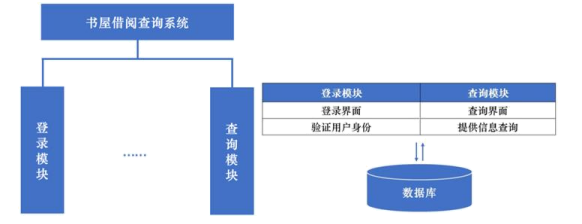 书屋借阅查询系统
登录模块
……
查询模块
登录模块 查询模块
登录界面 查询界面
验证用户身份 提供信息查询
数据库